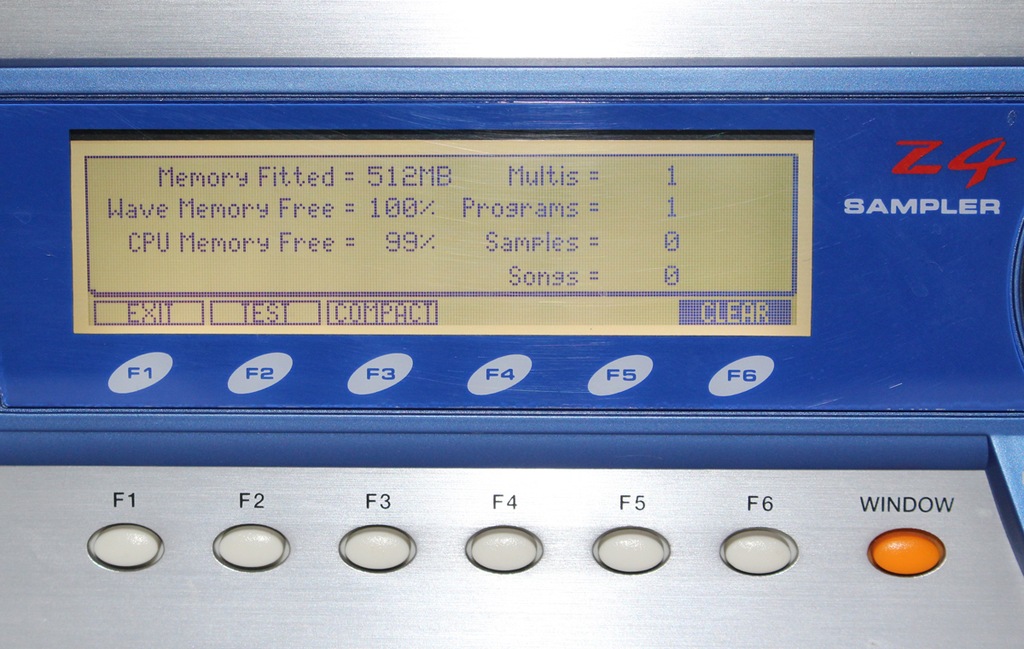 Memory Fitted = 512MB Multis = 1
Wave Memory Free = 100% Programs = 1
CPU Memory Free = 99% Samples = 0
Songs = 0
EXIT TEST COMPACT CLEAR
Z4
SAMPLER
F1 F2 F3 F4 F5 F6
F1 F2 F3 F4 F5 F6 WINDOW